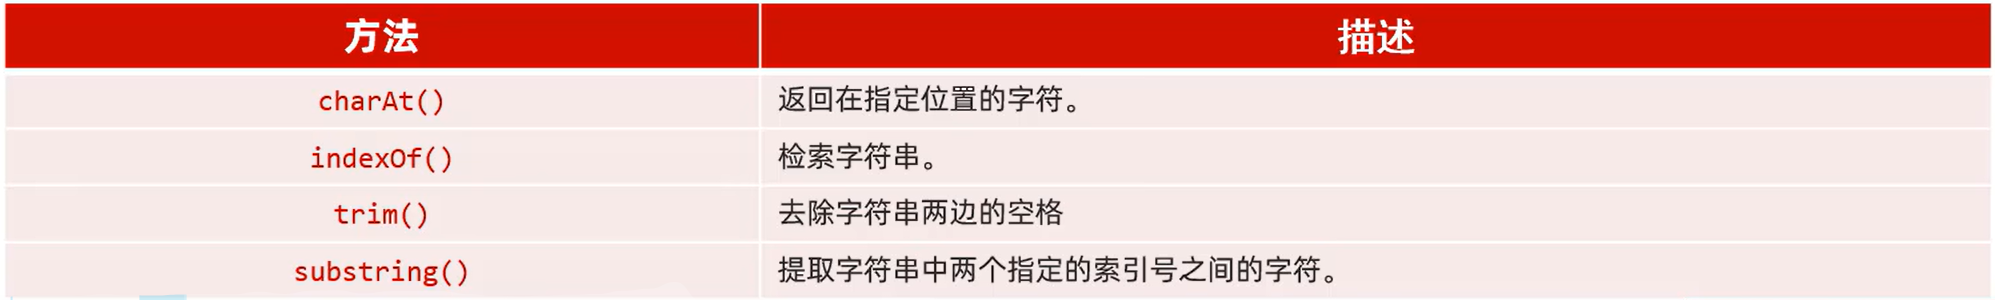 方法 描述
charAt() 返回在指定位置的字符。
indexOf() 检索字符串。
trim() 去除字符串两边的空格
substring() 提取字符串中两个指定的索引号之间的字符。